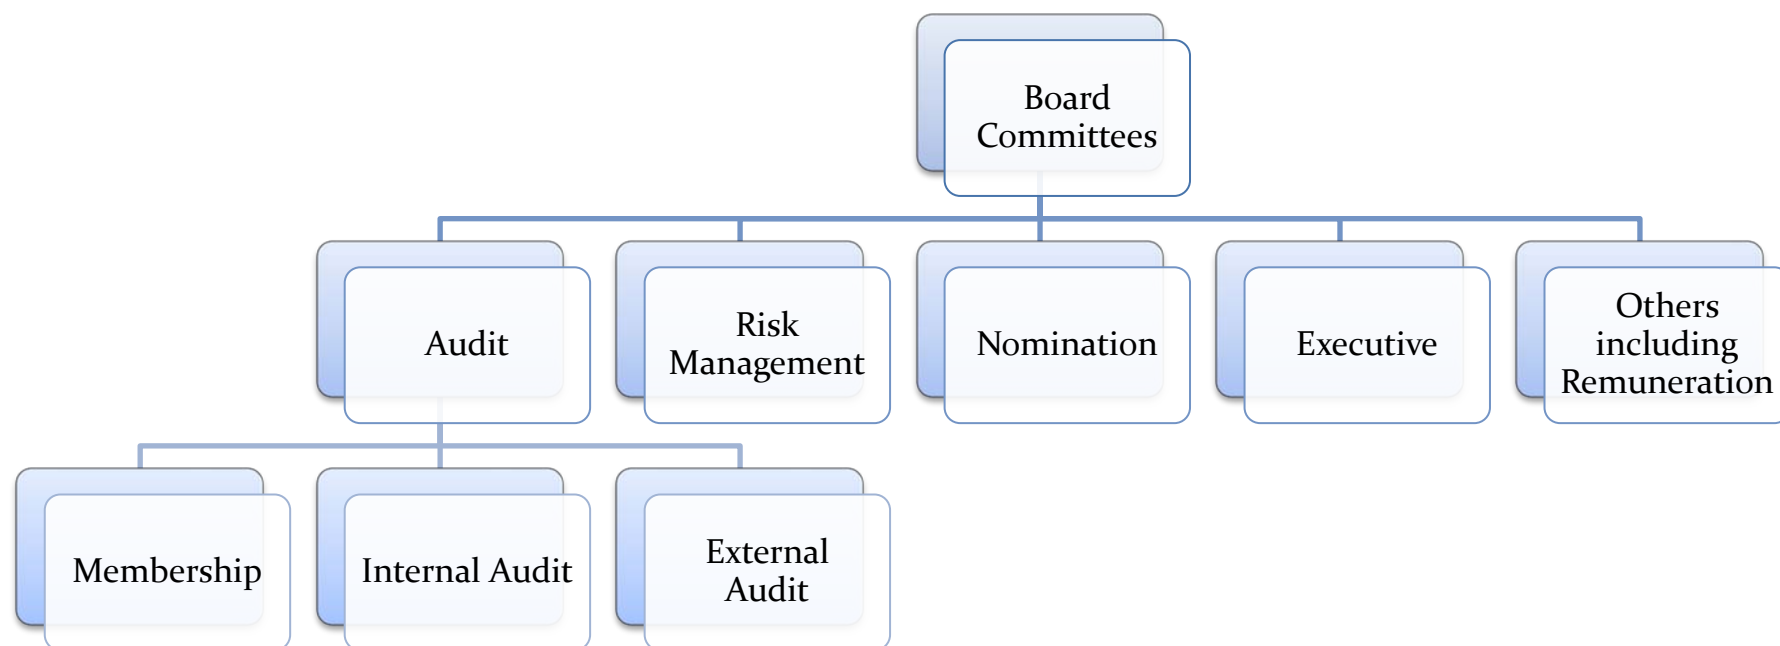 Board
Committees
Audit
Risk
Management
Nomination
Executive
Others
including
Remuneration
Membership
Internal Audit
External
Audit